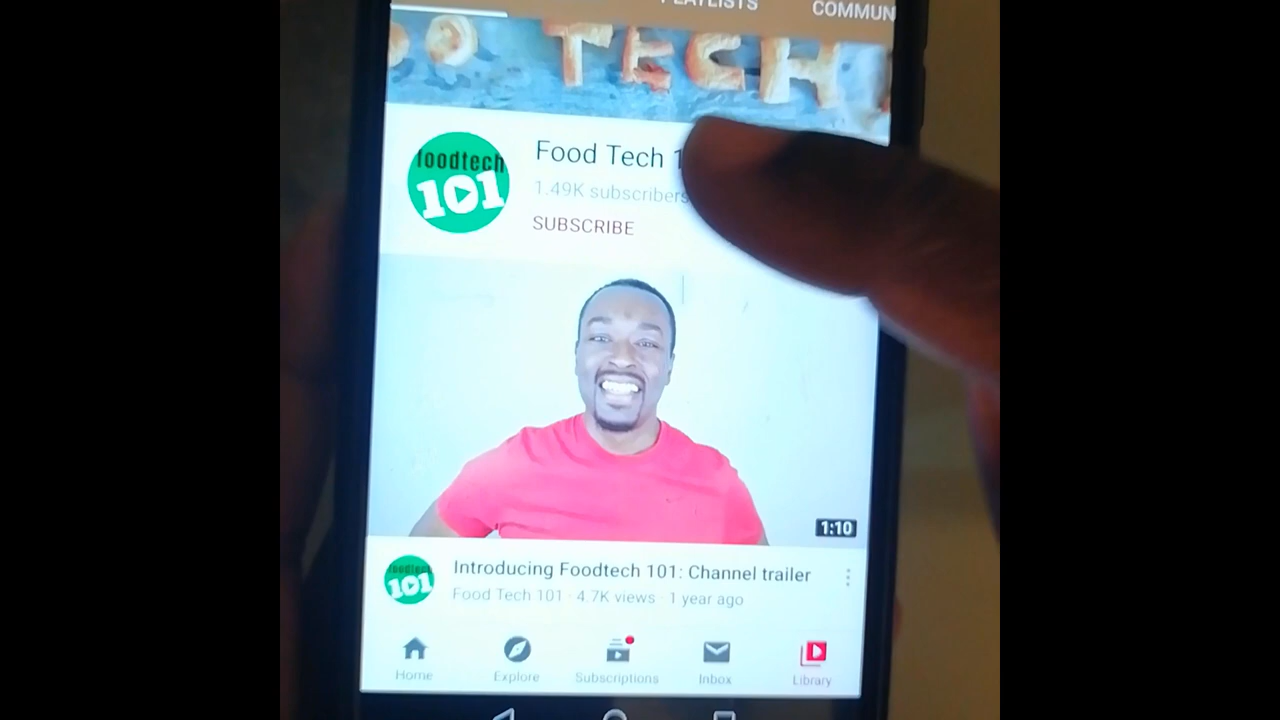 PLAYLISTS
COMMUN
OO TECH
foodtech
101
Food Tech 1
1.49K subscribers
SUBSCRIBE
1:10
foodtech
101
Introducing Foodtech 101: Channel trailer
Food Tech 101 · 4.7K views · 1 year ago
Home
Explore
Subscriptions
Inbox
Library